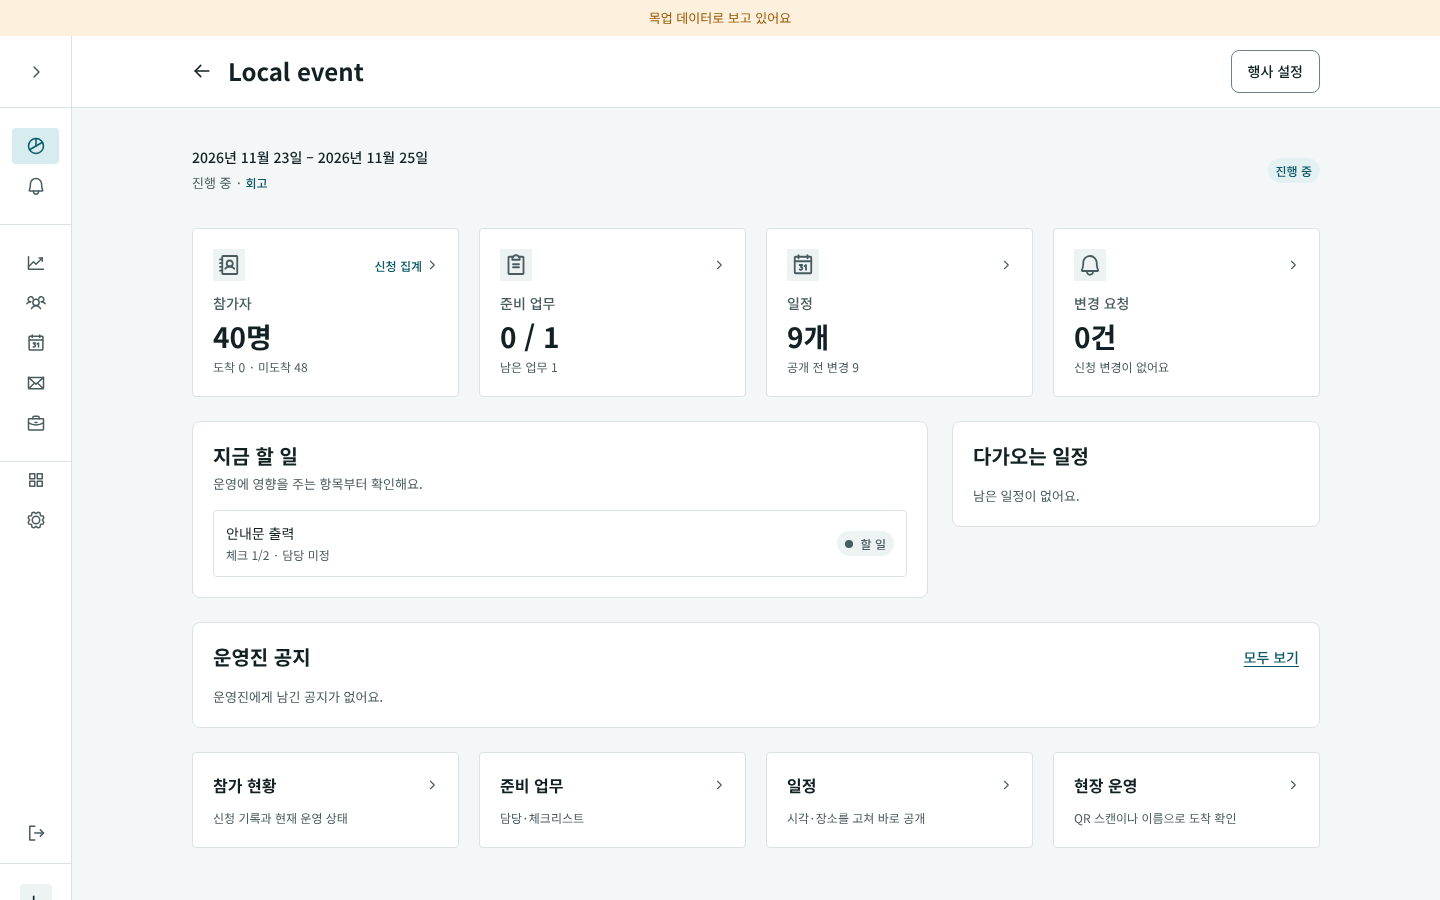 목업 데이터로 보고 있어요
Local event
행사 설정
2026년 11월 23일 – 2026년 11월 25일
진행 중 · 회고
진행 중
신청 집계
참가자
40명
도착 0 · 미도착 48
준비 업무
0 / 1
남은 업무 1
31
일정
9개
공개 전 변경 9
변경 요청
0건
신청 변경이 없어요
지금 할 일
운영에 영향을 주는 항목부터 확인해요.
안내문 출력
체크 1/2 · 담당 미정
할 일
다가오는 일정
남은 일정이 없어요.
운영진 공지
모두 보기
운영진에게 남긴 공지가 없어요.
참가 현황
신청 기록과 현재 운영 상태
준비 업무
담당·체크리스트
일정
시각·장소를 고쳐 바로 공개
현장 운영
QR 스캔이나 이름으로 도착 확인
31